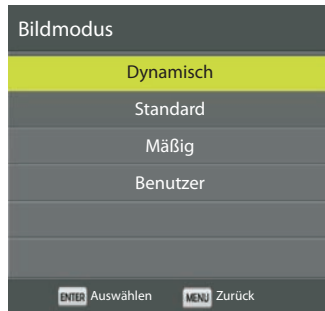 Bildmodus
Dynamisch
Standard
Mäßig
Benutzer
ENTER Auswählen MENU Zurück